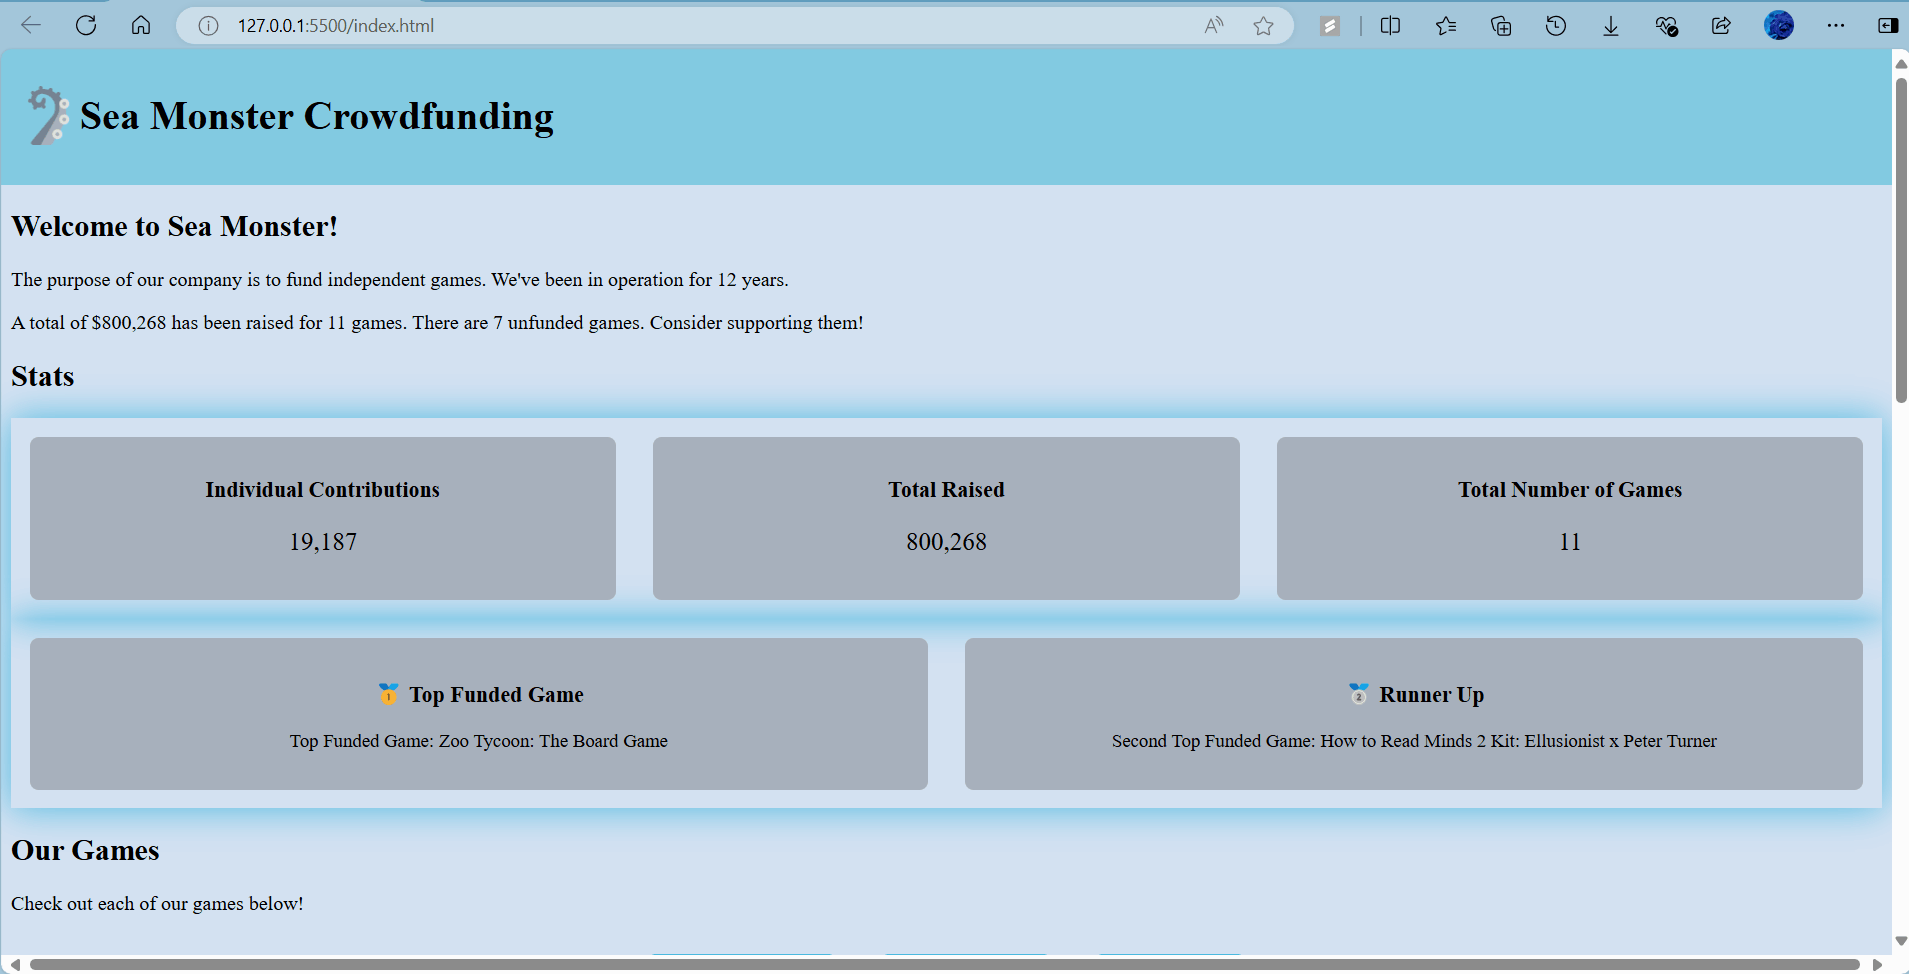 127.0.0.1:5500/index.html
Sea Monster Crowdfunding
Welcome to Sea Monster!
The purpose of our company is to fund independent games. We've been in operation for 12 years.
A total of $800,268 has been raised for 11 games. There are 7 unfunded games. Consider supporting them!
Stats
Individual Contributions
19,187
Total Raised
800,268
Total Number of Games
11
🥇 Top Funded Game
Top Funded Game: Zoo Tycoon: The Board Game
🥈 Runner Up
Second Top Funded Game: How to Read Minds 2 Kit: Ellusionist x Peter Turner
Our Games
Check out each of our games below!